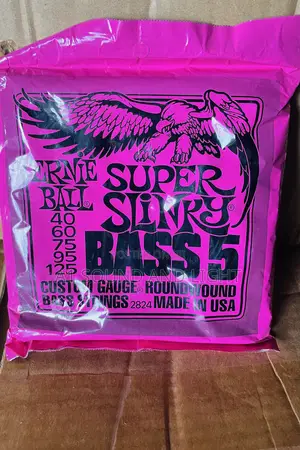 ERNIE BALL
SUPER
SLINKY
BASS 5
40
60
75
95
125
CUSTOM GAUGE ROUNDWOUND
BASS STRINGS 2824 MADE IN USA